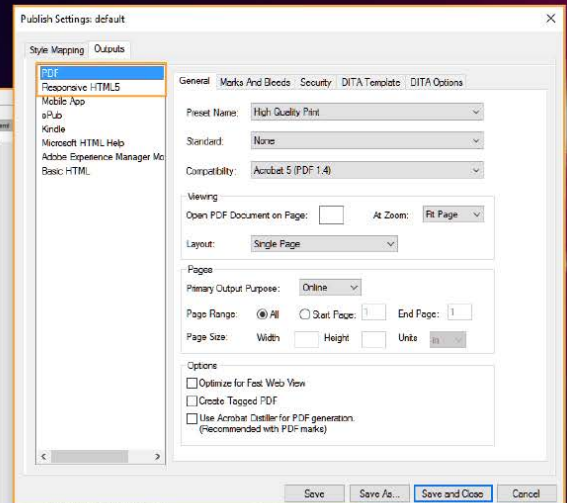 Publish Settings: default
Style Mapping Outputs
PDF
Responsive HTML5
Mobile App
ePub
Kindle
Microsoft HTML Help
Adobe Experience Manager Mo
Basic HTML
General Marks And Bleeds Security DITA Template DITA Options
Preset Name: High Quality Print
Standard: None
Compatibility: Acrobat 5 (PDF 1.4)
Viewing
Open PDF Document on Page: At Zoom: Fit Page
Layout: Single Page
Pages
Primary Output Purpose: Online
Page Range: All Start Page: 1 End Page: 1
Page Size: Width Height Units in
Options
Optimize for Fast Web View
Create Tagged PDF
Use Acrobat Distiller for PDF generation.
(Recommended with PDF marks)
Save Save As... Save and Close Cancel